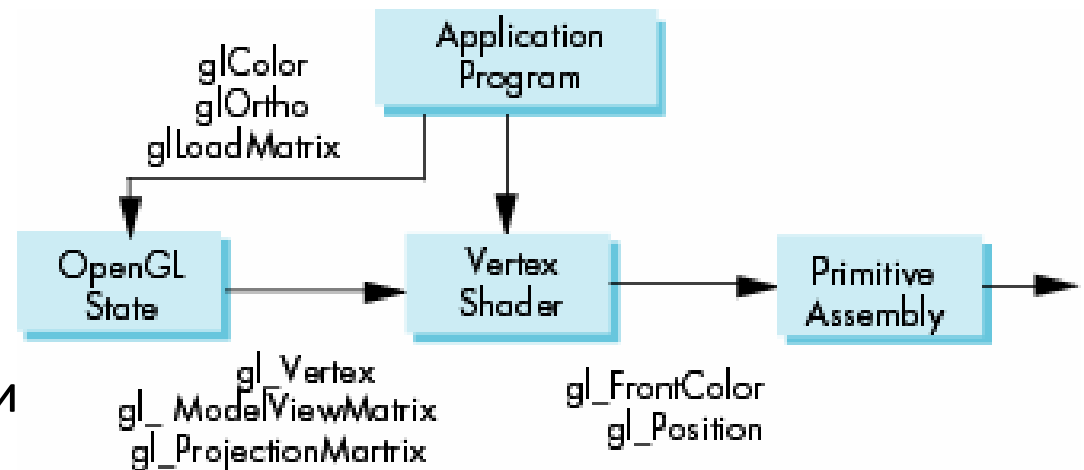 Application
Program
glColor
glOrtho
glLoadMatrix
OpenGL
State
Vertex
Shader
Primitive
Assembly
gl_Vertex
gl_ ModelViewMatrix
gl_ProjectionMartrix
gl_FrontColor
gl_Position
и